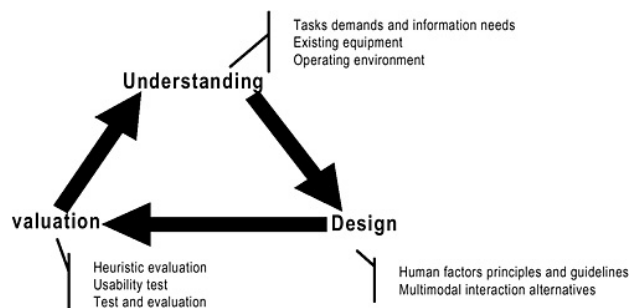 Tasks demands and information needs
Existing equipment
Operating environment
Understanding
valuation
Design
Heuristic evaluation
Usability test
Test and evaluation
Human factors principles and guidelines
Multimodal interaction alternatives